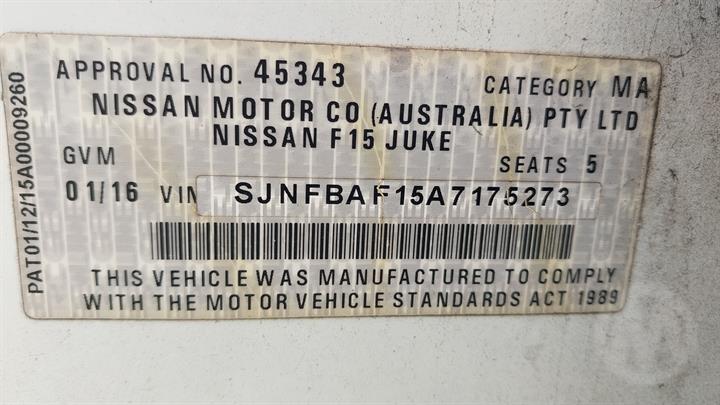 APPROVAL NO. 45343 CATEGORY MA
NISSAN MOTOR CO (AUSTRALIA) PTY LTD
NISSAN F15 JUKE
GVM SEATS 5
01/16 VIN SJNFBAF15A7175273
THIS VEHICLE WAS MANUFACTURED TO COMPLY
WITH THE MOTOR VEHICLE STANDARDS ACT 1989
PAT01/12/15A00009260